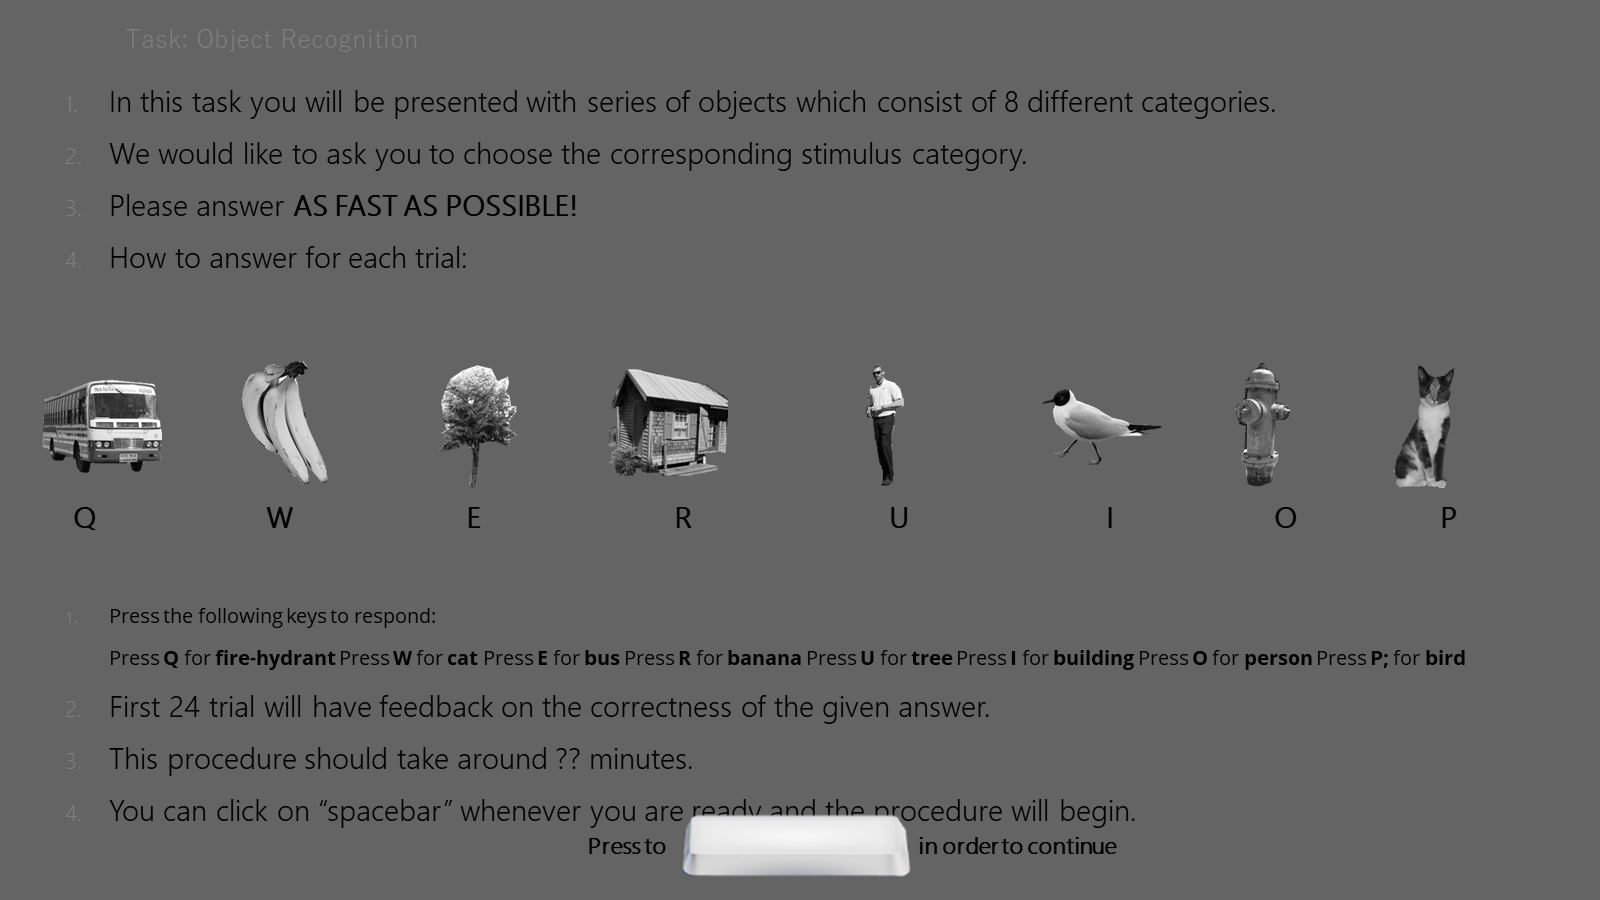 Task: Object Recognition
1. In this task you will be presented with series of objects which consist of 8 different categories.
2. We would like to ask you to choose the corresponding stimulus category.
3. Please answer AS FAST AS POSSIBLE!
4. How to answer for each trial:
Q W E R U I O P
1. Press the following keys to respond:
Press Q for fire-hydrant Press W for cat Press E for bus Press R for banana Press U for tree Press I for building Press O for person Press P; for bird
2. First 24 trial will have feedback on the correctness of the given answer.
3. This procedure should take around ?? minutes.
4. You can click on “spacebar” whenever you are ready and the procedure will begin.
Press to in order to continue